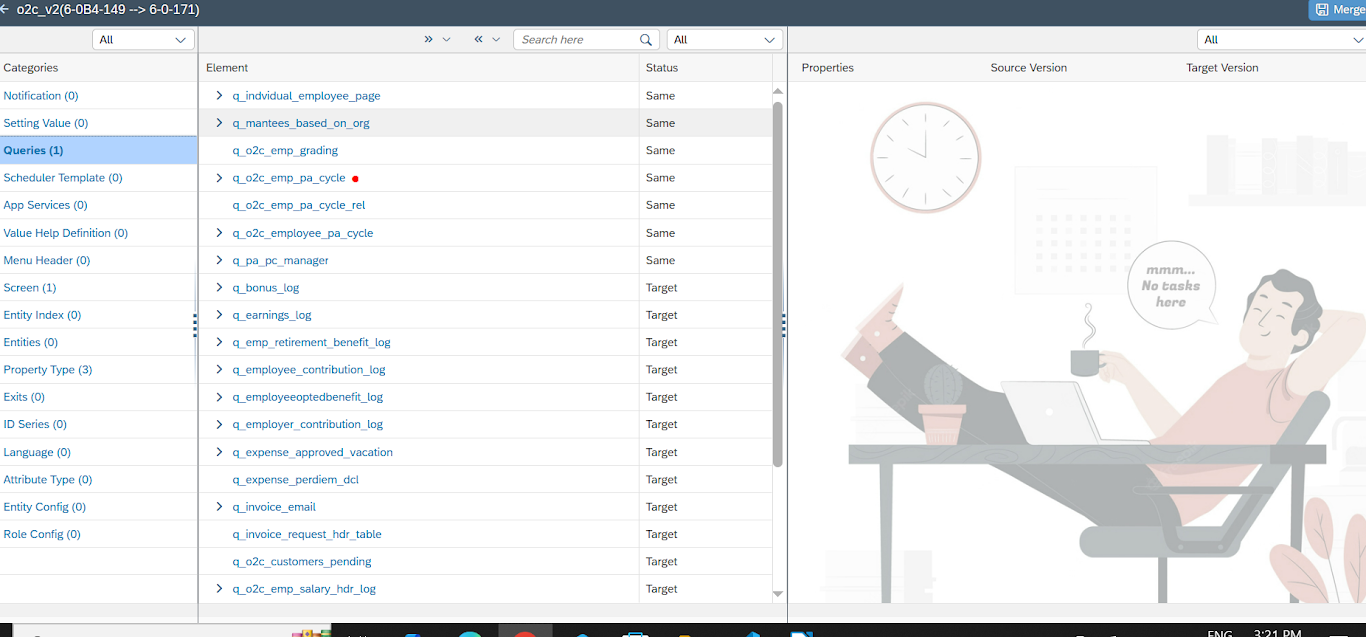 o2c_v2(6-0B4-149 --> 6-0-171)
Merge
All
Search here
All
All
Categories
Element
Status
Properties
Source Version
Target Version
Notification (0)
q_indvidual_employee_page
Same
Setting Value (0)
q_mantees_based_on_org
Same
Queries (1)
q_o2c_emp_grading
Same
Scheduler Template (0)
q_o2c_emp_pa_cycle
Same
App Services (0)
q_o2c_emp_pa_cycle_rel
Same
Value Help Definition (0)
q_o2c_employee_pa_cycle
Same
Menu Header (0)
q_pa_pc_manager
Same
Screen (1)
q_bonus_log
Target
Entity Index (0)
q_earnings_log
Target
Entities (0)
q_emp_retirement_benefit_log
Target
Property Type (3)
q_employee_contribution_log
Target
Exits (0)
q_employeeoptedbenefit_log
Target
ID Series (0)
q_employer_contribution_log
Target
Language (0)
q_expense_approved_vacation
Target
Attribute Type (0)
q_expense_perdiem_dcl
Target
Entity Config (0)
q_invoice_email
Target
Role Config (0)
q_invoice_request_hdr_table
Target
q_o2c_customers_pending
Target
q_o2c_emp_salary_hdr_log
Target
mmm...
No tasks
here
ENG
3:21 PM